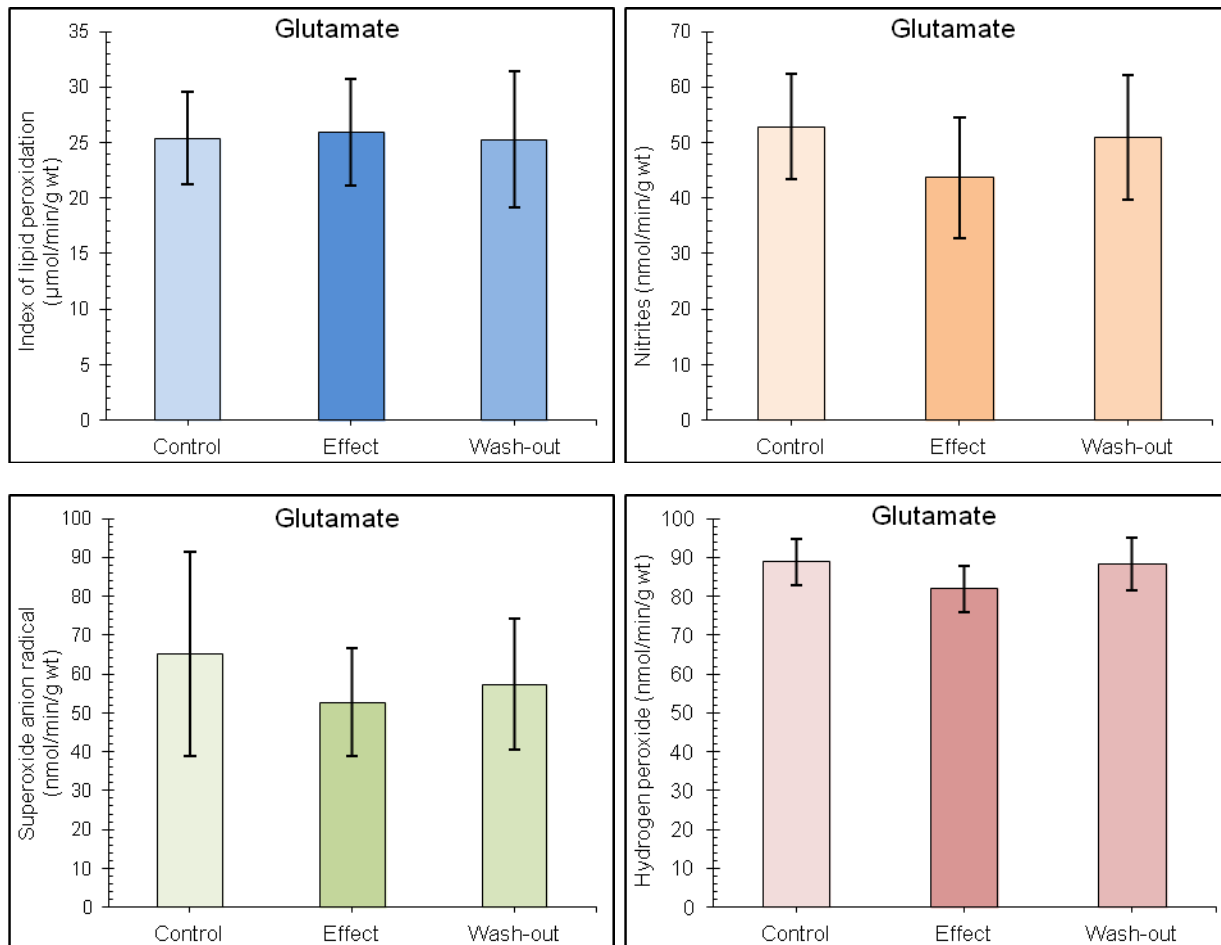 Glutamate
Index of lipid peroxidation
(µmol/min/g wt)
35
30
25
20
15
10
5
0
Control Effect Wash-out
Glutamate
Nitrites (nmol/min/g wt)
70
60
50
40
30
20
10
0
Control Effect Wash-out
Glutamate
Superoxide anion radical
(nmol/min/g wt)
100
90
80
70
60
50
40
30
20
10
0
Control Effect Wash-out
Glutamate
Hydrogen peroxide (nmol/min/g wt)
100
90
80
70
60
50
40
30
20
10
0
Control Effect Wash-out